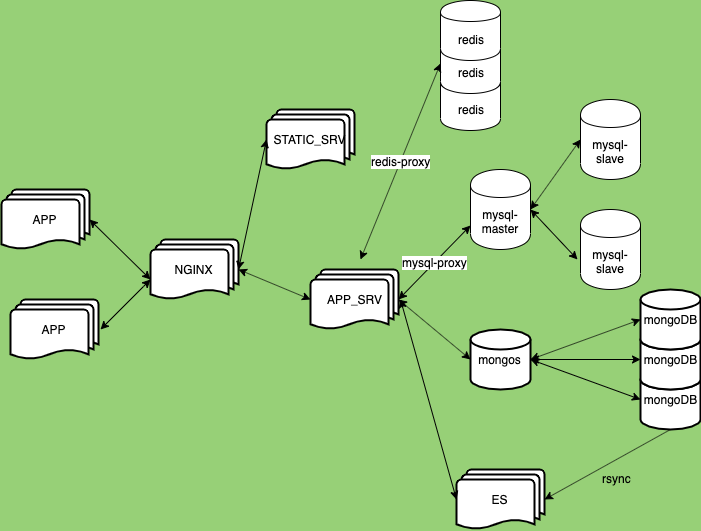 redis
redis
redis
STATIC_SRV
redis-proxy
mysql-
slave
APP
mysql-
master
mysql-
slave
NGINX
mysql-proxy
APP_SRV
APP
mongoDB
mongos
mongoDB
mongoDB
rsync
ES